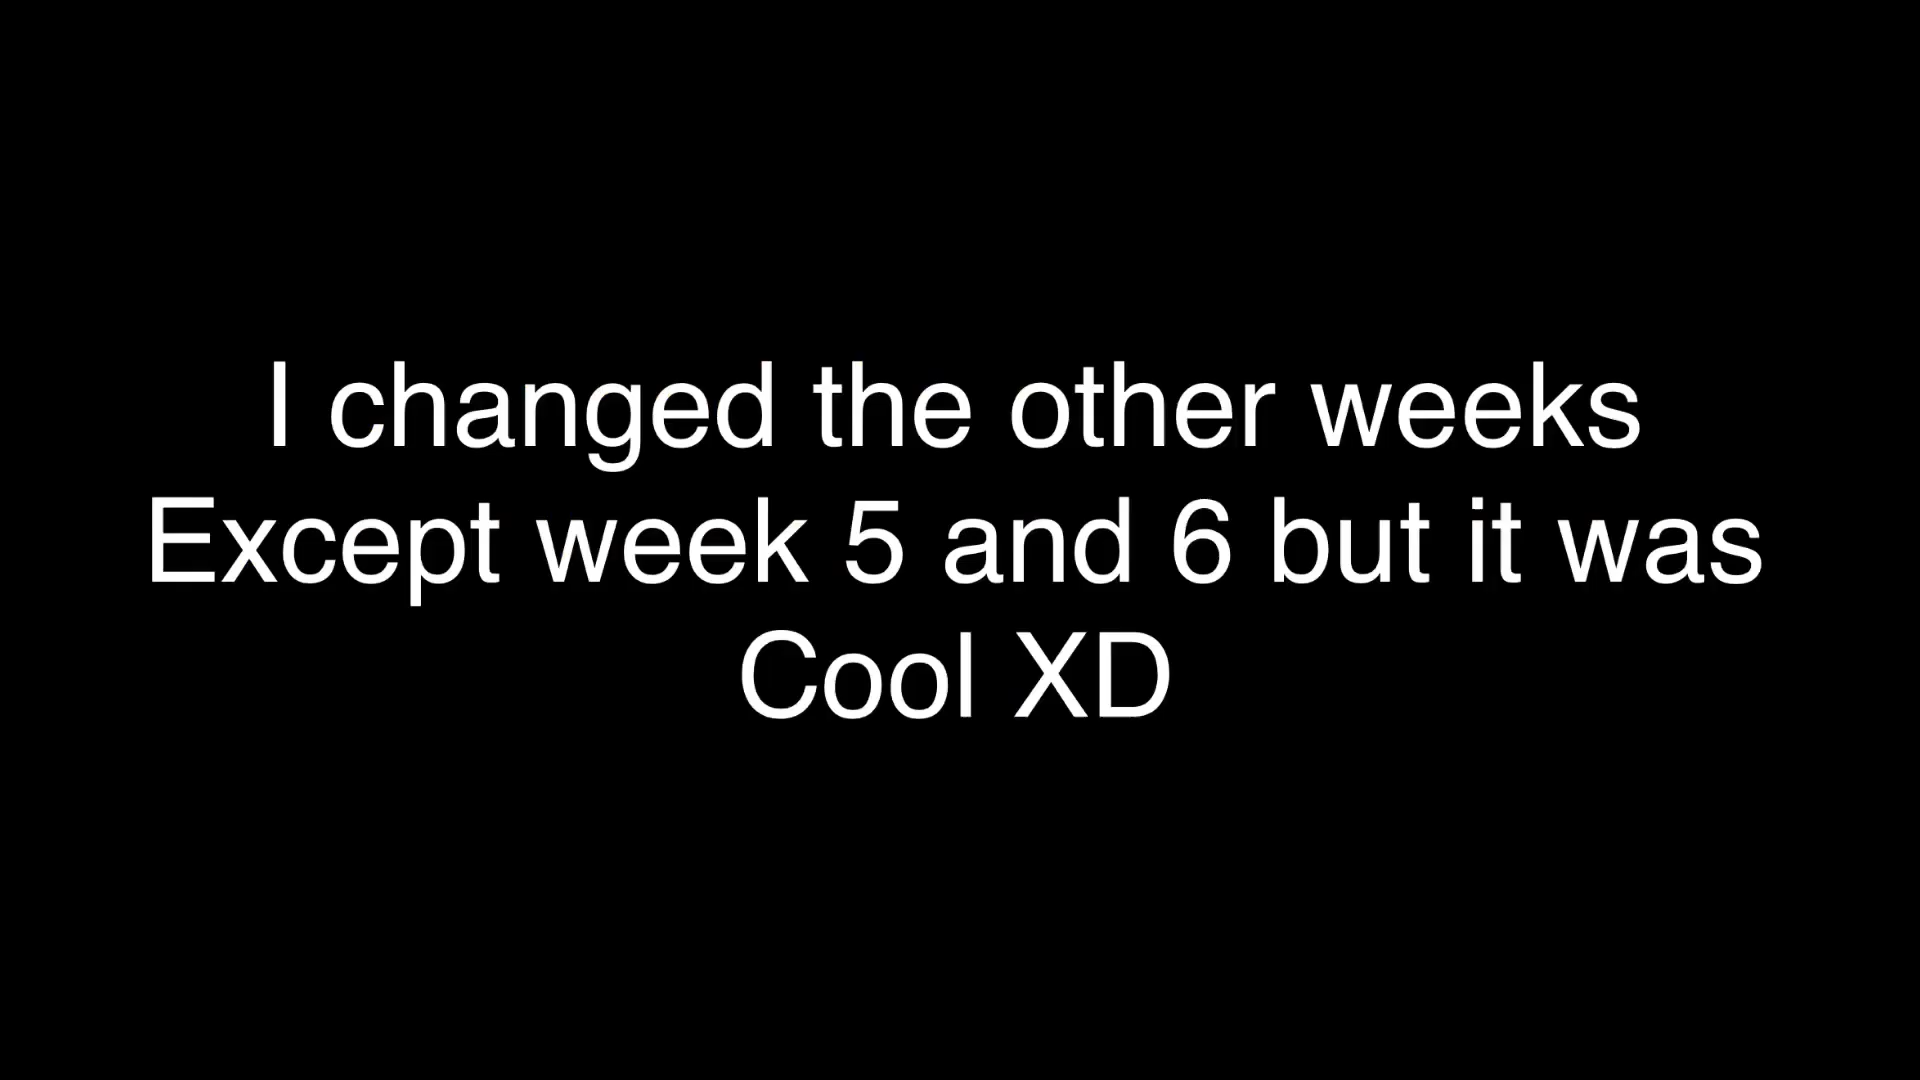 I changed the other weeks
Except week 5 and 6 but it was
Cool XD